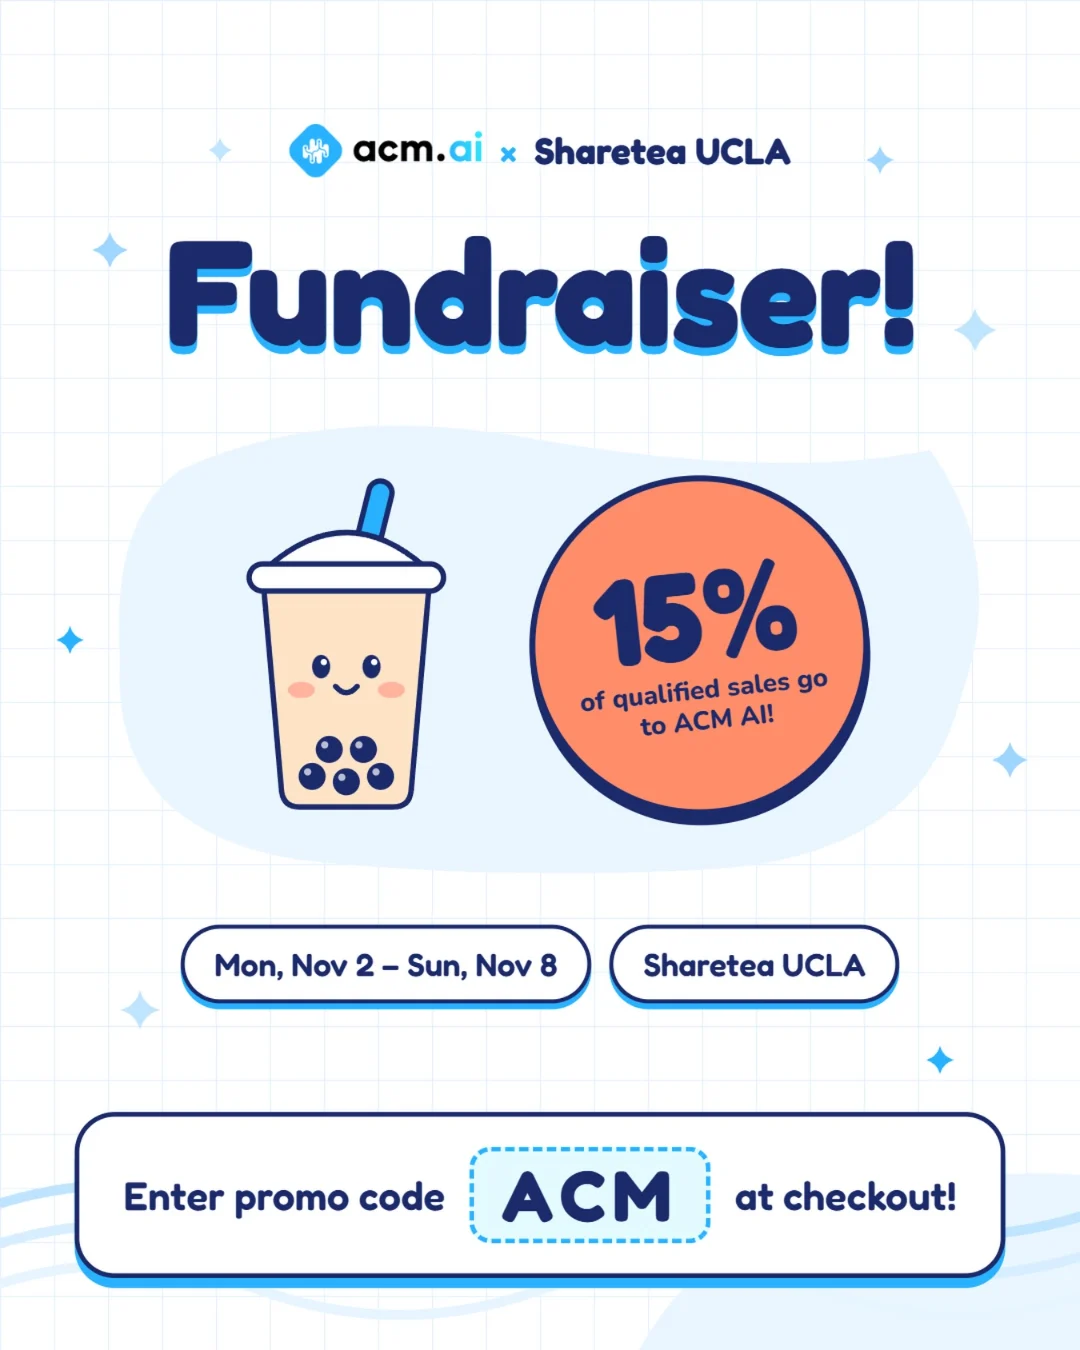 acm.ai x Sharetea UCLA
Fundraiser!
15%
of qualified sales go
to ACM AI!
Mon, Nov 2 – Sun, Nov 8
Sharetea UCLA
Enter promo code ACM at checkout!